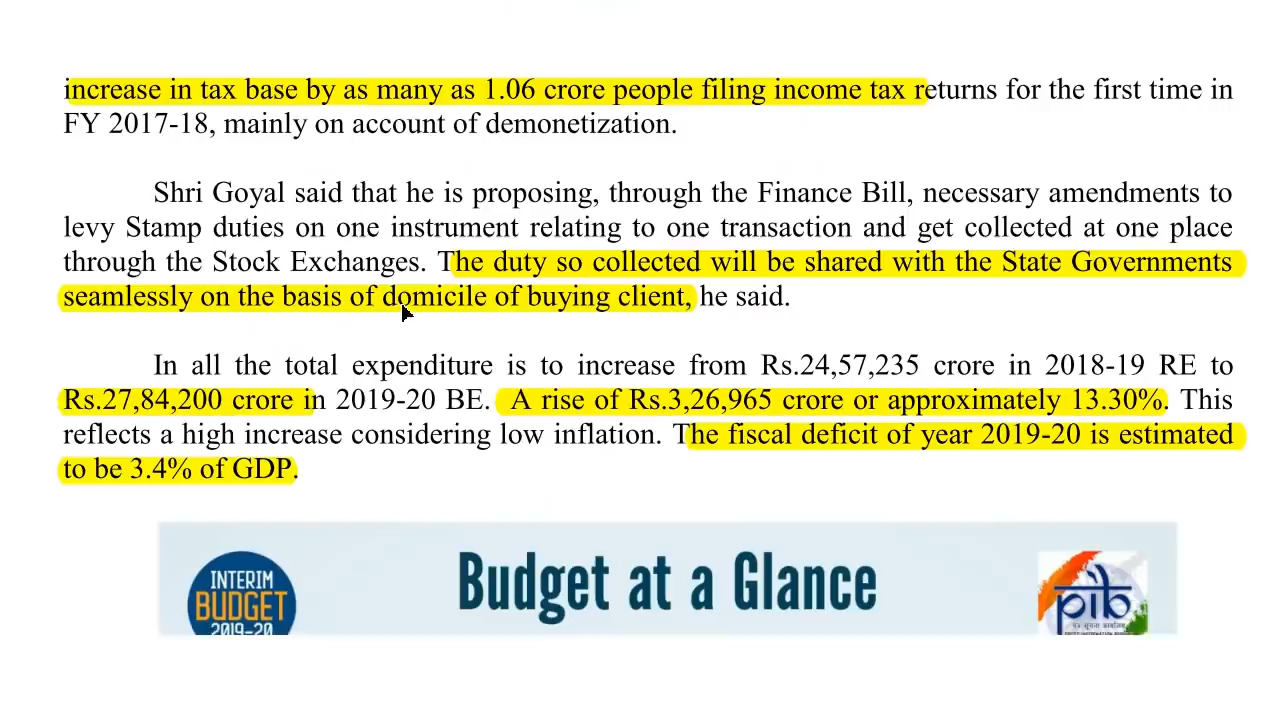 increase in tax base by as many as 1.06 crore people filing income tax returns for the first time in
FY 2017-18, mainly on account of demonetization.
Shri Goyal said that he is proposing, through the Finance Bill, necessary amendments to
levy Stamp duties on one instrument relating to one transaction and get collected at one place
through the Stock Exchanges. The duty so collected will be shared with the State Governments
seamlessly on the basis of domicile of buying client, he said.
In all the total expenditure is to increase from Rs.24,57,235 crore in 2018-19 RE to
Rs.27,84,200 crore in 2019-20 BE. A rise of Rs.3,26,965 crore or approximately 13.30%. This
reflects a high increase considering low inflation. The fiscal deficit of year 2019-20 is estimated
to be 3.4% of GDP.
Budget at a Glance
INTERIM
BUDGET
2019-20
pib